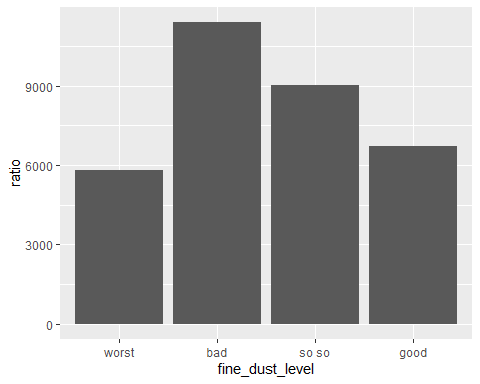 ratio
9000
6000
3000
0
worst bad so so good
fine_dust_level